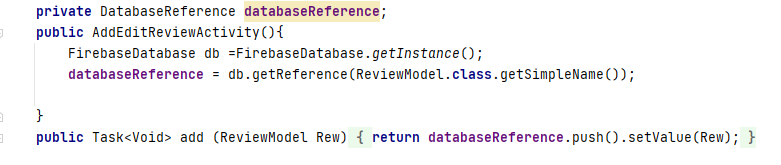 private DatabaseReference databaseReference;
public AddEditReviewActivity(){
FirebaseDatabase db =FirebaseDatabase.getInstance();
databaseReference = db.getReference(ReviewModel.class.getSimpleName());
}
public Task<Void> add (ReviewModel Rew) { return databaseReference.push().setValue(Rew); }